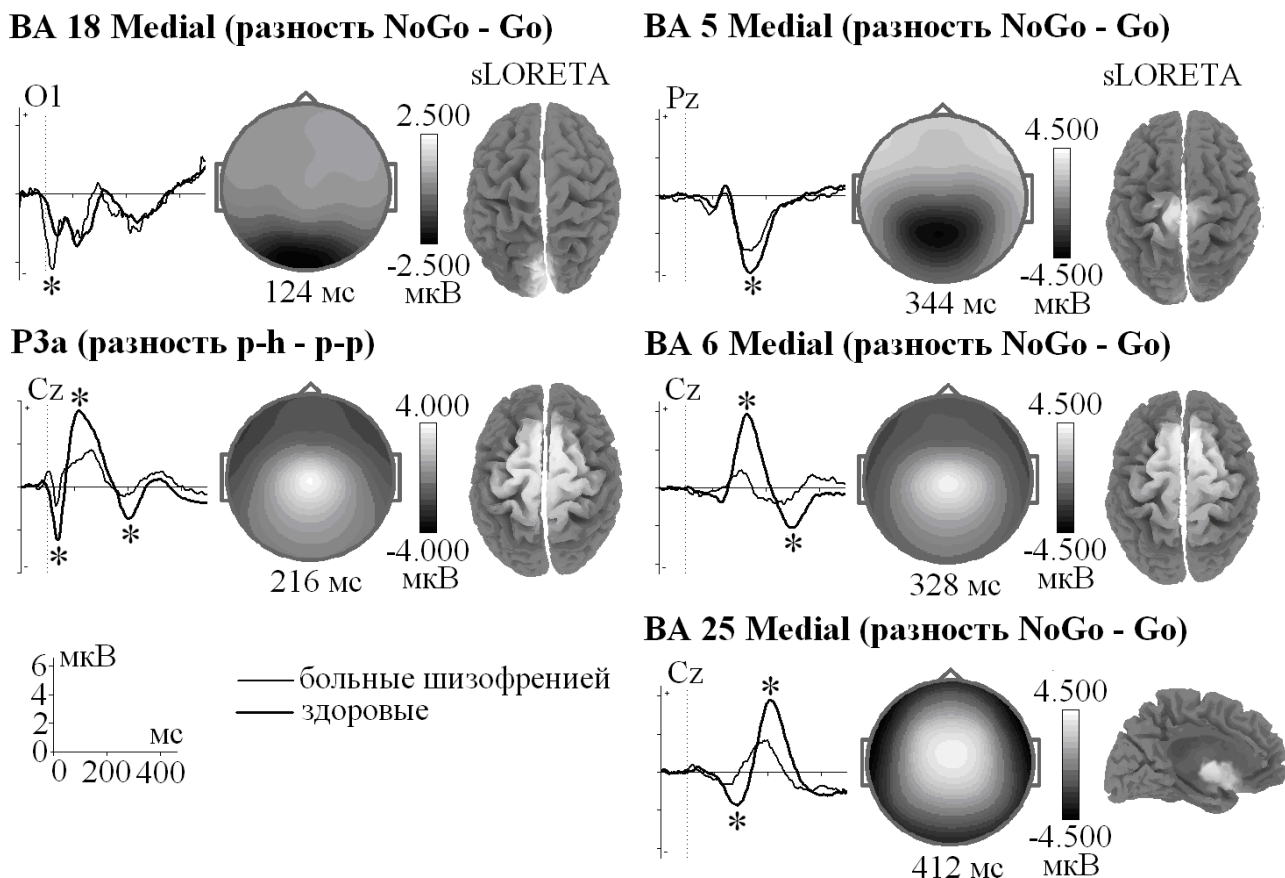 BA 18 Medial (разность NoGo - Go)
O1
+
-
*
2.500
-2.500
мкВ
124 мс
sLORETA
BA 5 Medial (разность NoGo - Go)
Pz
+
-
*
4.500
-4.500
мкВ
344 мс
sLORETA
P3a (разность p-h - p-p)
Cz
+
-
*
*
*
4.000
-4.000
мкВ
216 мс
BA 6 Medial (разность NoGo - Go)
Cz
+
-
*
*
4.500
-4.500
мкВ
328 мс
BA 25 Medial (разность NoGo - Go)
Cz
+
-
*
*
4.500
-4.500
мкВ
412 мс
6
4
2
0
мкВ
мс
0 200 400
больные шизофренией
здоровые